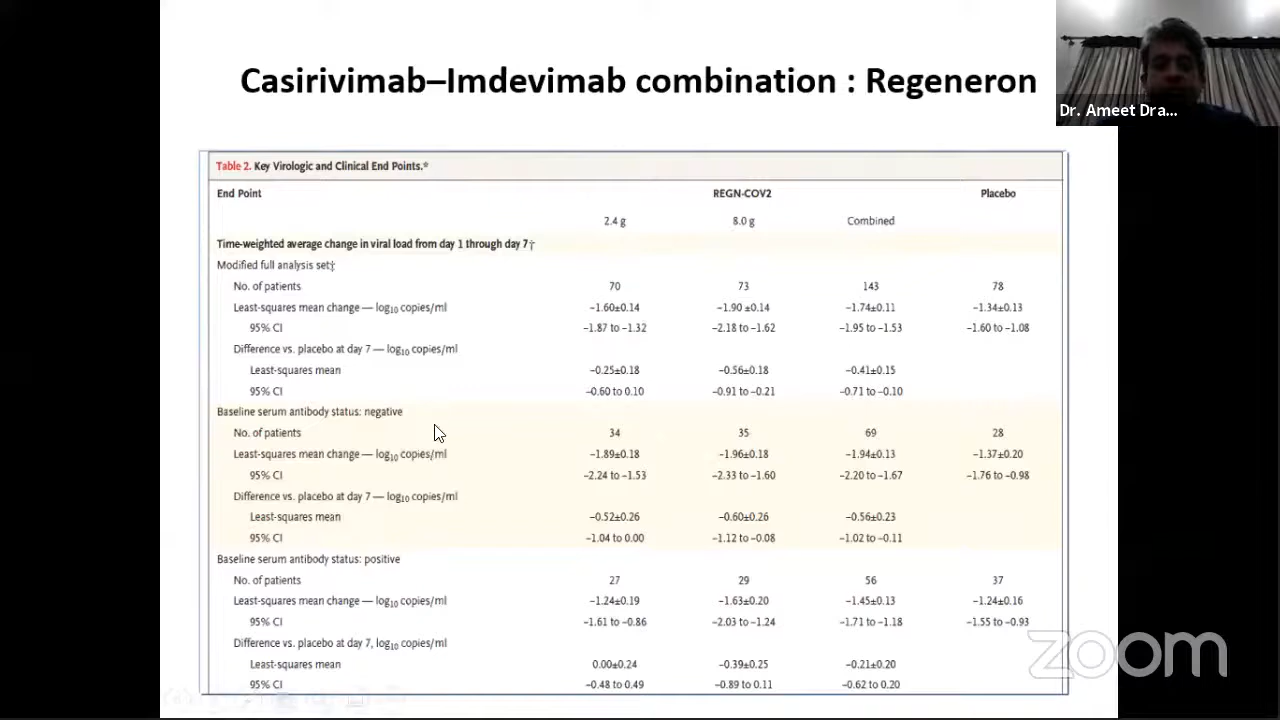 Casirivimab–Imdevimab combination : Regeneron
Dr. Ameet Dra...
Table 2. Key Virologic and Clinical End Points.*
End Point REGN-COV2 Placebo
2.4 g 8.0 g Combined
Time-weighted average change in viral load from day 1 through day 7†
Modified full analysis set‡
No. of patients 70 73 143 78
Least-squares mean change — log10 copies/ml −1.60±0.14 −1.90 ±0.14 −1.74±0.11 −1.34±0.13
95% CI −1.87 to −1.32 −2.18 to −1.62 −1.95 to −1.53 −1.60 to −1.08
Difference vs. placebo at day 7 — log10 copies/ml
Least-squares mean −0.25±0.18 −0.56±0.18 −0.41±0.15
95% CI −0.60 to 0.10 −0.91 to −0.21 −0.71 to −0.10
Baseline serum antibody status: negative
No. of patients 34 35 69 28
Least-squares mean change — log10 copies/ml −1.89±0.18 −1.96±0.18 −1.94±0.13 −1.37±0.20
95% CI −2.24 to −1.53 −2.33 to −1.60 −2.20 to −1.67 −1.76 to −0.98
Difference vs. placebo at day 7 — log10 copies/ml
Least-squares mean −0.52±0.26 −0.60±0.26 −0.56±0.23
95% CI −1.04 to 0.00 −1.12 to −0.08 −1.02 to −0.11
Baseline serum antibody status: positive
No. of patients 27 29 56 37
Least-squares mean change — log10 copies/ml −1.24±0.19 −1.63±0.20 −1.45±0.13 −1.24±0.16
95% CI −1.61 to −0.86 −2.03 to −1.24 −1.71 to −1.18 −1.55 to −0.93
Difference vs. placebo at day 7, log10 copies/ml
Least-squares mean 0.00±0.24 −0.39±0.25 −0.21±0.20
95% CI −0.48 to 0.49 −0.89 to 0.11 −0.62 to 0.20
zoom